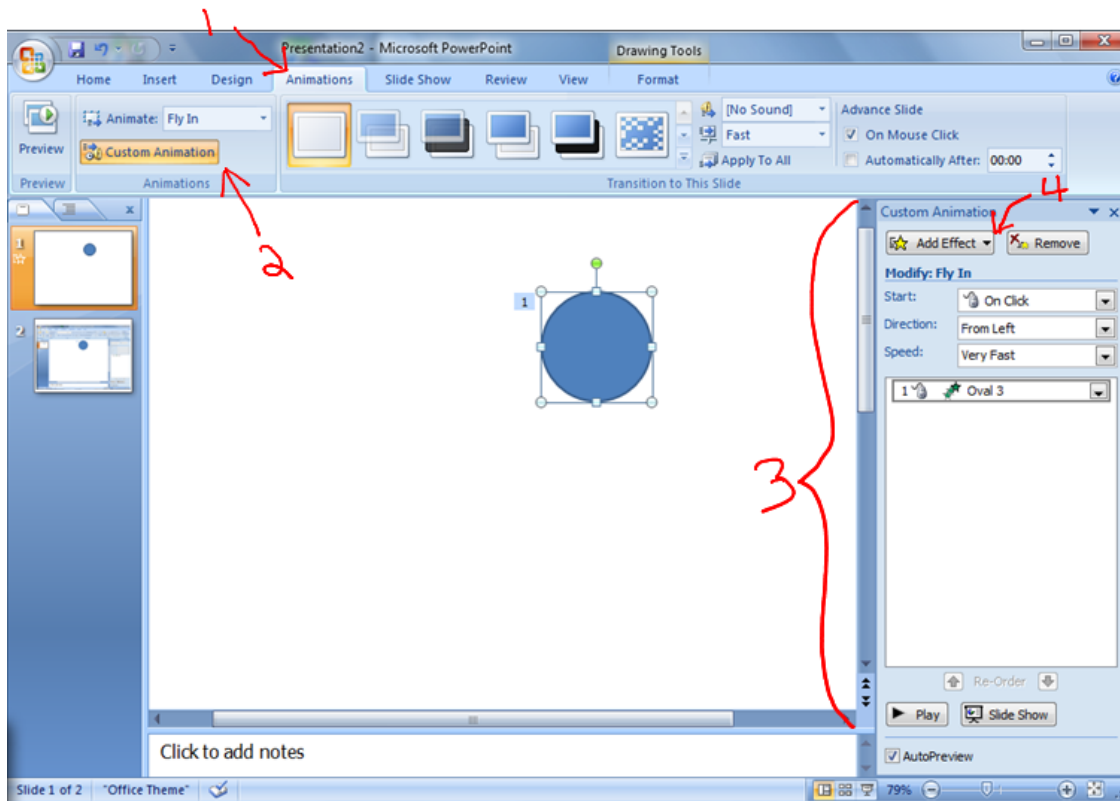 1
Presentation2 - Microsoft PowerPoint
Drawing Tools
Home Insert Design Animations Slide Show Review View Format
Preview
Animate: Fly In
Custom Animation
[No Sound]
Fast
Apply To All
Advance Slide
On Mouse Click
Automatically After: 00:00
Preview Animations Transition to This Slide
2
4
Custom Animation
Add Effect Remove
Modify: Fly In
Start: On Click
Direction: From Left
Speed: Very Fast
1 Oval 3
1
2
1
3
Re-Order
Play Slide Show
AutoPreview
Click to add notes
Slide 1 of 2 "Office Theme" 79%